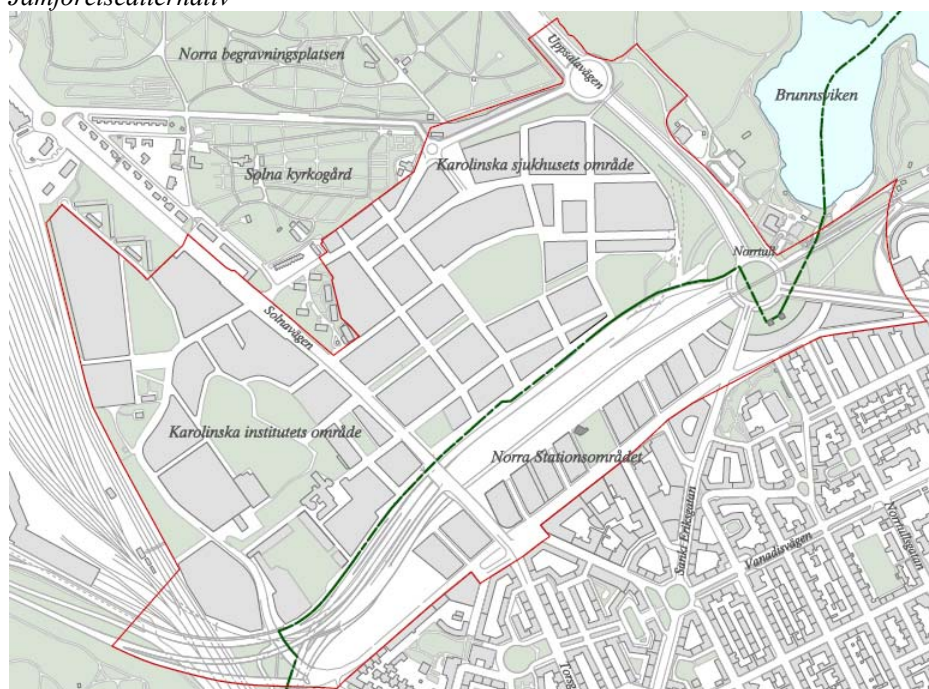 Jämförelsealternativ
Norra begravningsplatsen
Uppsalavägen
Brunnsviken
Solna kyrkogård
Karolinska sjukhusets område
Norrtull
Solnavägen
Karolinska institutets område
Norra Stationsområdet
Sankt Eriksgatan
Norrtullsgatan
Vanadisvägen